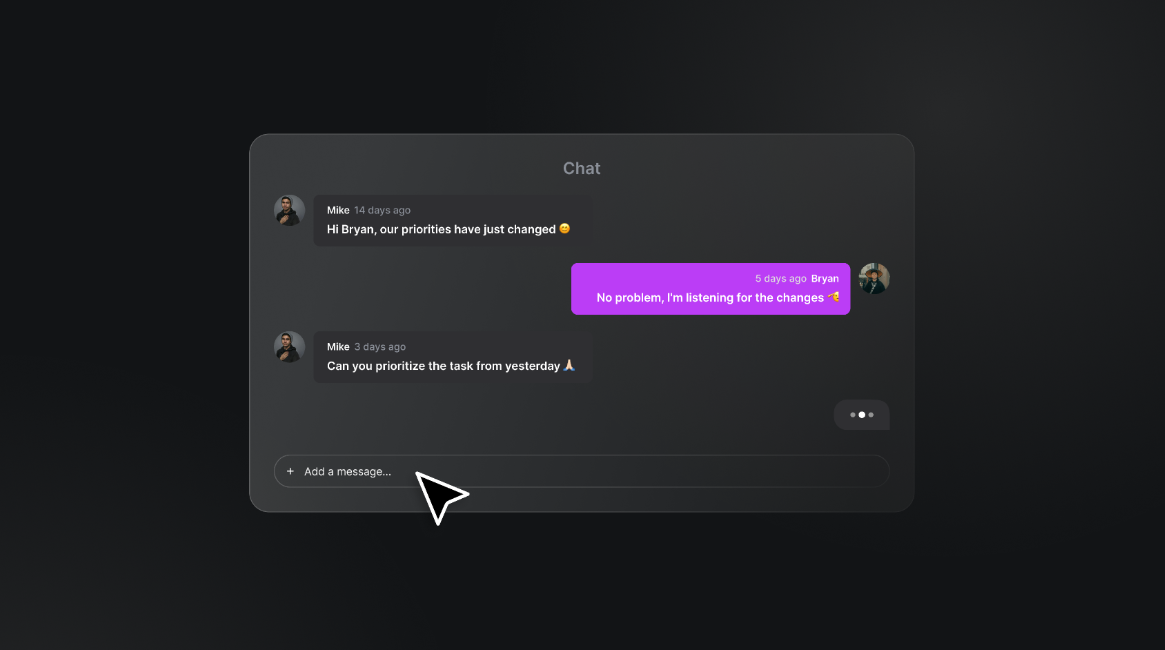 Chat
Mike 14 days ago
Hi Bryan, our priorities have just changed 😊
5 days ago Bryan
No problem, I'm listening for the changes 🫡
Mike 3 days ago
Can you prioritize the task from yesterday 🙏🏻
+ Add a message...